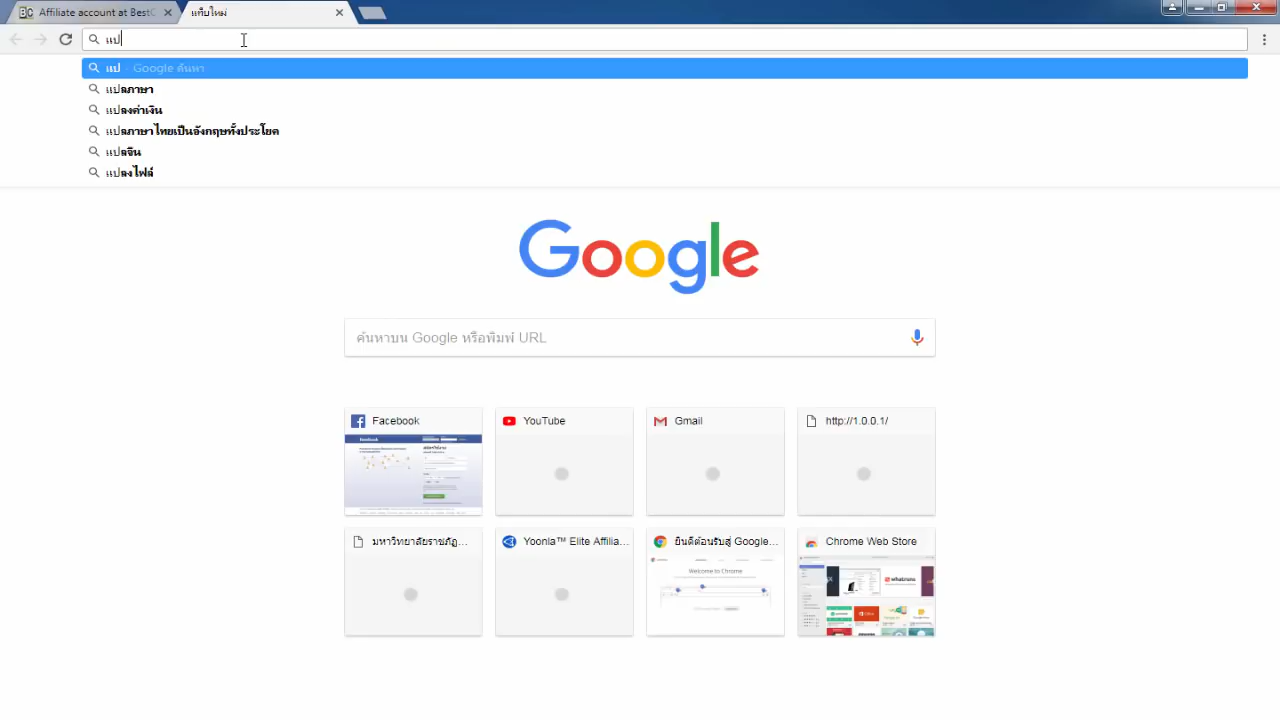 Affiliate account at BestC
แท็บใหม่
แป
แป - Google ค้นหา
แปลภาษา
แปลงค่าเงิน
แปลภาษาไทยเป็นอังกฤษทั้งประโยค
แปลจีน
แปลงไฟล์
Google
ค้นหาบน Google หรือพิมพ์ URL
Facebook
YouTube
Gmail
http://1.0.0.1/
มหาวิทยาลัยราชภัฏ...
Yoonla™ Elite Affilia...
ยินดีต้อนรับสู่ Google...
Chrome Web Store
Welcome to Chrome